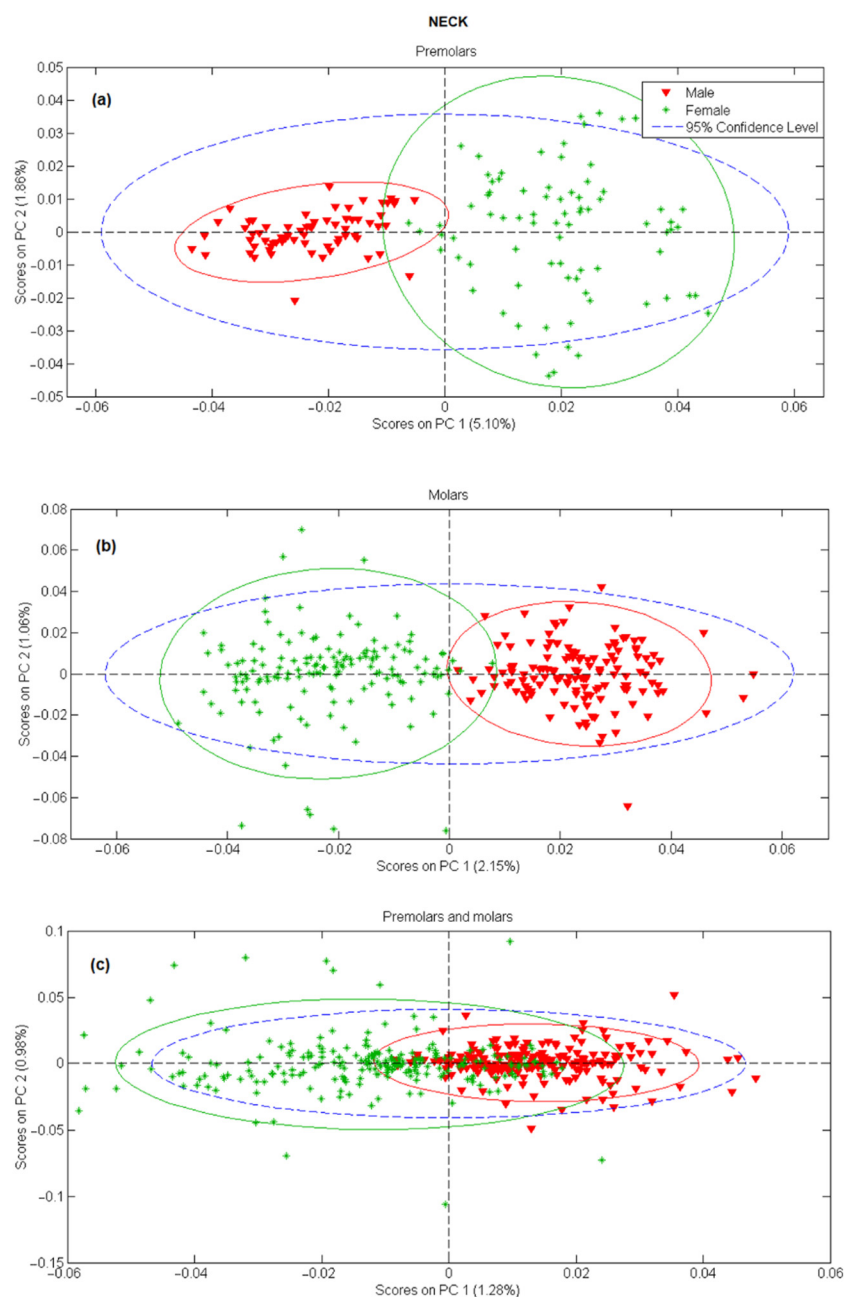 NECK
Premolars
(a)
Male
Female
95% Confidence Level
0.05
0.04
0.03
0.02
0.01
0
−0.01
−0.02
−0.03
−0.04
−0.05
Scores on PC 2 (1.86%)
−0.06 −0.04 −0.02 0 0.02 0.04 0.06
Scores on PC 1 (5.10%)
Molars
(b)
0.08
0.06
0.04
0.02
0
−0.02
−0.04
−0.06
−0.08
Scores on PC 2 (1.06%)
−0.06 −0.04 −0.02 0 0.02 0.04 0.06
Scores on PC 1 (2.15%)
Premolars and molars
(c)
0.1
0.05
0
−0.05
−0.1
−0.15
Scores on PC 2 (0.98%)
−0.06 −0.04 −0.02 0 0.02 0.04 0.06
Scores on PC 1 (1.28%)